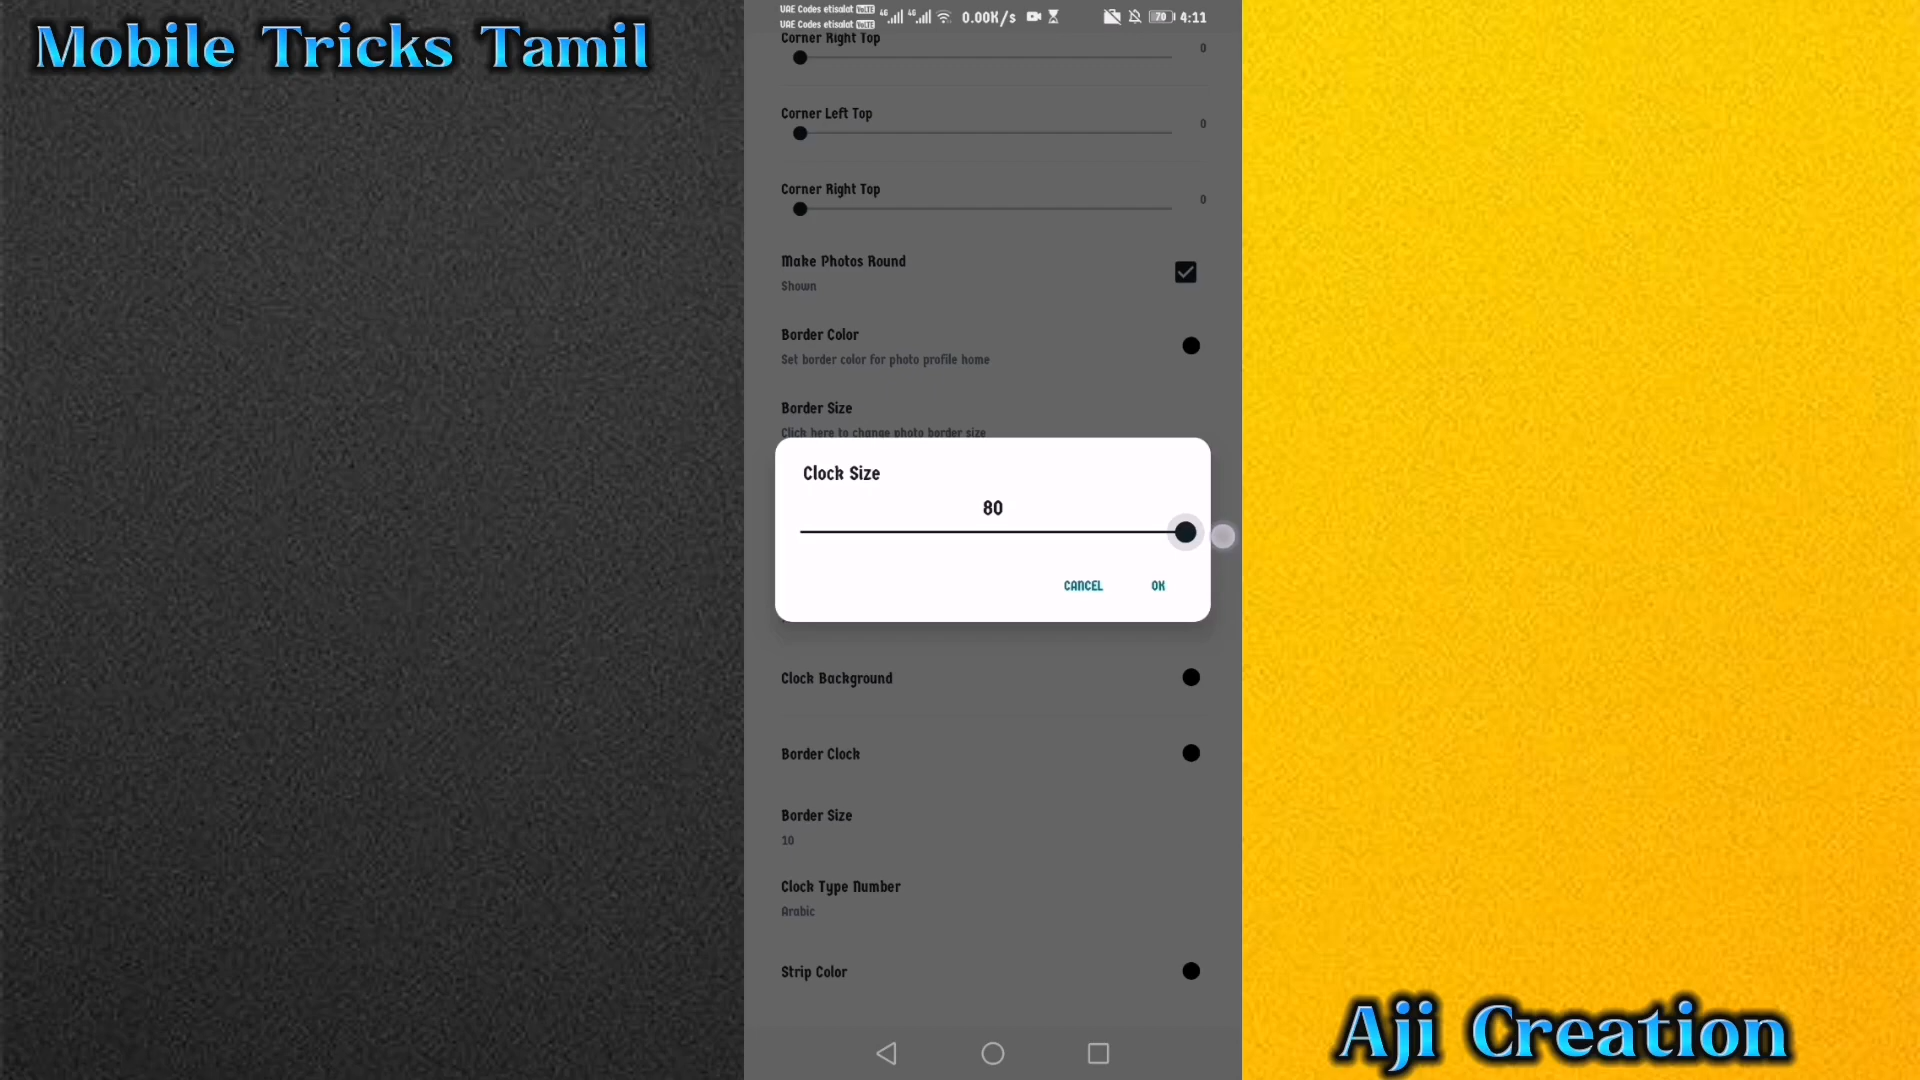 Mobile Tricks Tamil
UAE Codes etisalat VoLTE
UAE Codes etisalat VoLTE
4G 4G 0.00K/s 70 4:11
Corner Right Top 0
Corner Left Top 0
Corner Right Top 0
Make Photos Round
Shown
Border Color
Set border color for photo profile home
Border Size
Click here to change photo border size
Clock Size
80
CANCEL OK
Clock Background
Border Clock
Border Size
10
Clock Type Number
Arabic
Strip Color
Aji Creation